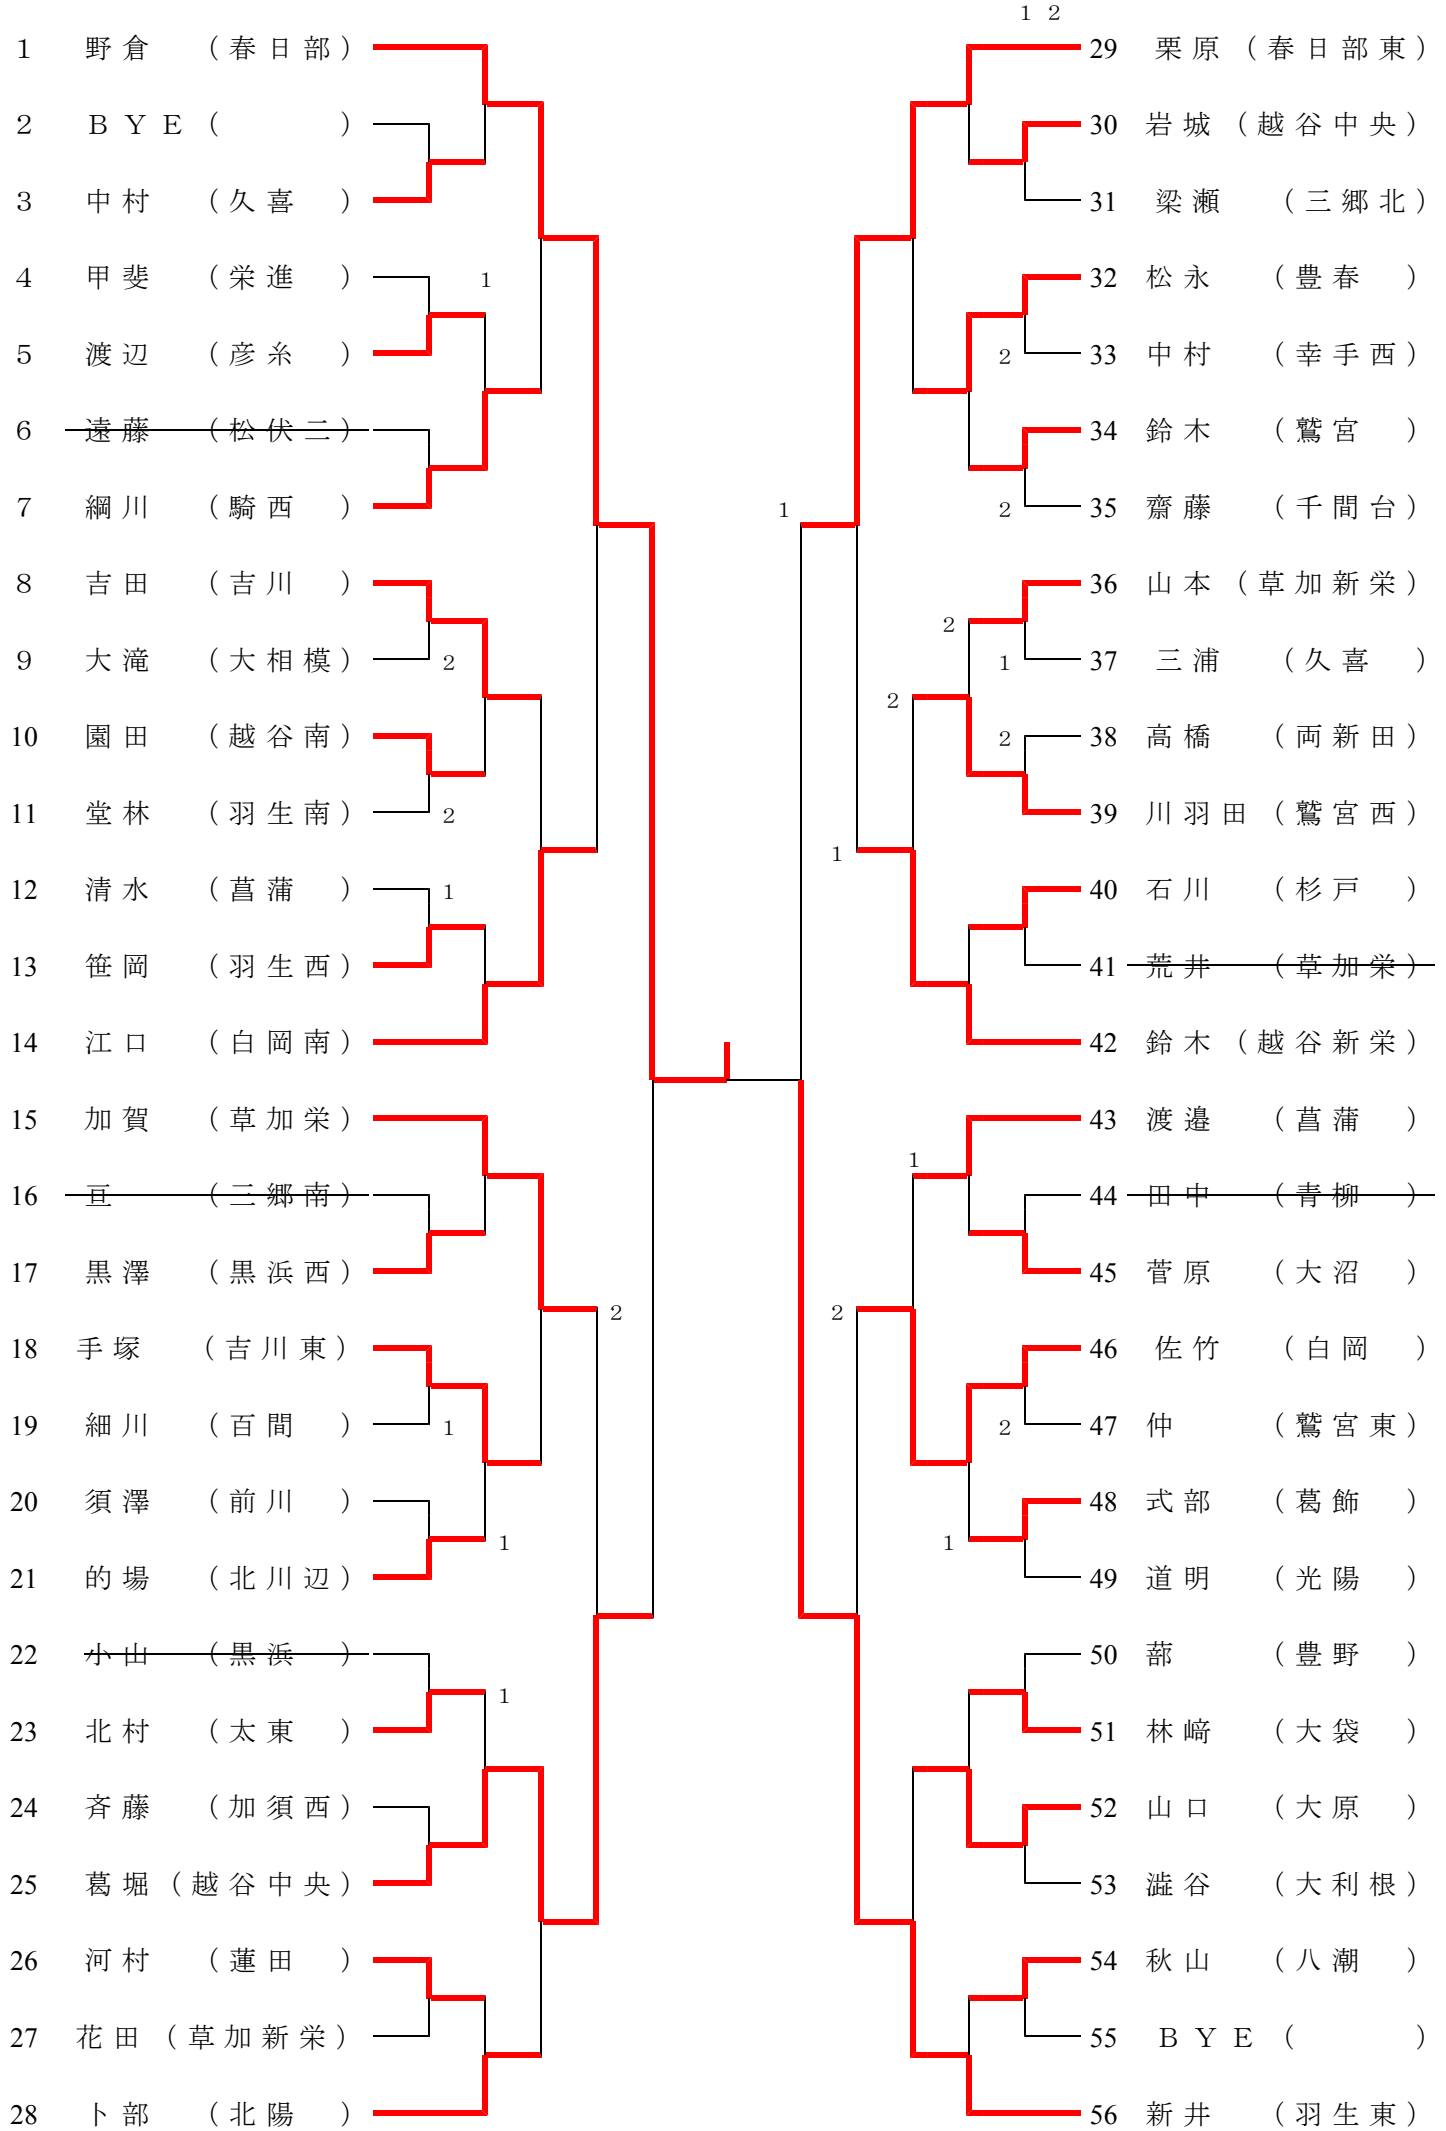 1 2
1 野倉 （春日部）
2 ＢＹＥ（ ）
3 中村 （久喜 ）
4 甲斐 （栄進 ）
1
5 渡辺 （彦糸 ）
6 遠藤 （松伏二）
7 綱川 （騎西 ）
8 吉田 （吉川 ）
9 大滝 （大相模）
2
10 園田 （越谷南）
11 堂林 （羽生南）
2
12 清水 （菖蒲 ）
1
13 笹岡 （羽生西）
14 江口 （白岡南）
15 加賀 （草加栄）
16 亘 （三郷南）
17 黒澤 （黒浜西）
2
18 手塚 （吉川東）
19 細川 （百間 ）
1
20 須澤 （前川 ）
1
21 的場 （北川辺）
22 小山 （黒浜 ）
1
23 北村 （太東 ）
24 斉藤 （加須西）
25 葛堀（越谷中央）
26 河村 （蓮田 ）
27 花田（草加新栄）
28 卜部 （北陽 ）
29 栗原（春日部東）
30 岩城（越谷中央）
31 梁瀬 （三郷北）
32 松永 （豊春 ）
2
33 中村 （幸手西）
34 鈴木 （鷲宮 ）
1
2
35 齋藤 （千間台）
36 山本（草加新栄）
2
1
37 三浦 （久喜 ）
2
2
38 高橋 （両新田）
39 川羽田（鷲宮西）
1
40 石川 （杉戸 ）
41 荒井 （草加栄）
42 鈴木（越谷新栄）
43 渡邉 （菖蒲 ）
1
44 田中 （青柳 ）
45 菅原 （大沼 ）
2
46 佐竹 （白岡 ）
2
47 仲 （鷲宮東）
48 式部 （葛飾 ）
1
49 道明 （光陽 ）
50 蔀 （豊野 ）
51 林﨑 （大袋 ）
52 山口 （大原 ）
53 澁谷 （大利根）
54 秋山 （八潮 ）
55 ＢＹＥ（ ）
56 新井 （羽生東）